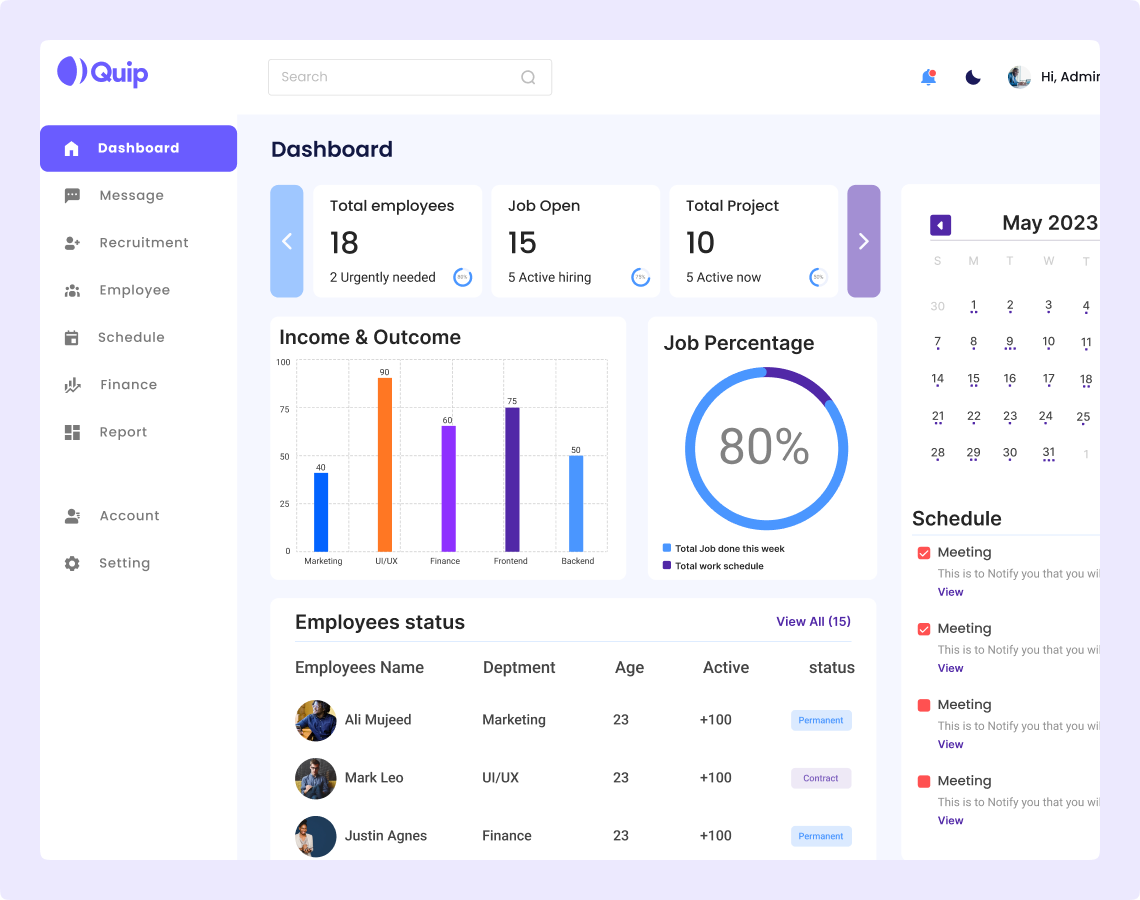 Quip
Search
Hi, Admin
Dashboard
Message
Recruitment
Employee
Schedule
Finance
Report
Account
Setting
Dashboard
Total employees
18
2 Urgently needed
Job Open
15
5 Active hiring
75%
Total Project
10
5 Active now
50%
Income & Outcome
100
75
50
25
0
40
90
60
75
50
Marketing
UI/UX
Finance
Frontend
Backend
Job Percentage
80%
Total Job done this week
Total work schedule
Employees status
View All (15)
Employees Name Deptment Age Active status
Ali Mujeed Marketing 23 +100 Permanent
Mark Leo UI/UX 23 +100 Contract
Justin Agnes Finance 23 +100 Permanent
May 2023
S M T W T
30 1 2 3 4
7 8 9 10 11
14 15 16 17 18
21 22 23 24 25
28 29 30 31 1
Schedule
Meeting
This is to Notify you that you wil
View
Meeting
This is to Notify you that you wil
View
Meeting
This is to Notify you that you wil
View
Meeting
This is to Notify you that you wil
View